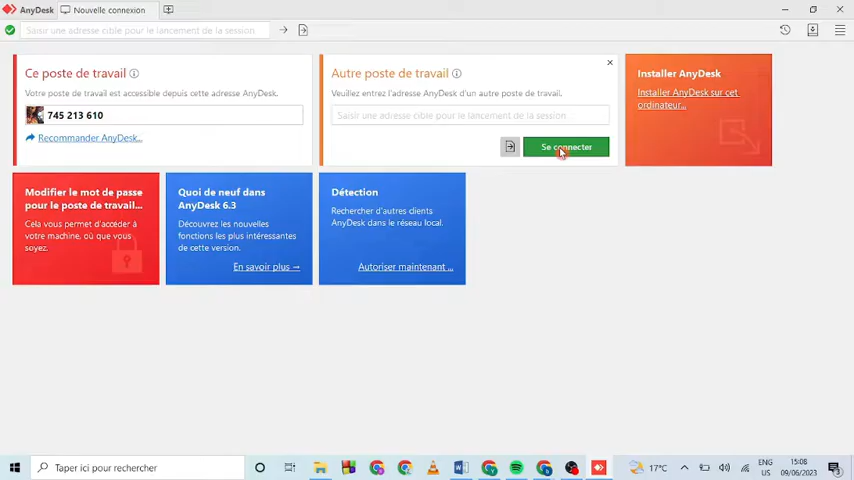 AnyDesk
Nouvelle connexion
Saisir une adresse cible pour le lancement de la session
Ce poste de travail
Votre poste de travail est accessible depuis cette adresse AnyDesk.
745 213 610
Recommander AnyDesk...
Autre poste de travail
Veuillez entrez l'adresse AnyDesk d'un autre poste de travail.
Saisir une adresse cible pour le lancement de la session
Se connecter
Installer AnyDesk
Installer AnyDesk sur cet
ordinateur...
Modifier le mot de passe
pour le poste de travail...
Cela vous permet d'accéder à
votre machine, où que vous
soyez.
Quoi de neuf dans
AnyDesk 6.3
Découvrez les nouvelles
fonctions les plus intéressantes
de cette version.
En savoir plus →
Détection
Rechercher d'autres clients
AnyDesk dans le réseau local.
Autoriser maintenant ...
Taper ici pour rechercher
17°C
ENG
US
15:08
09/06/2023
3